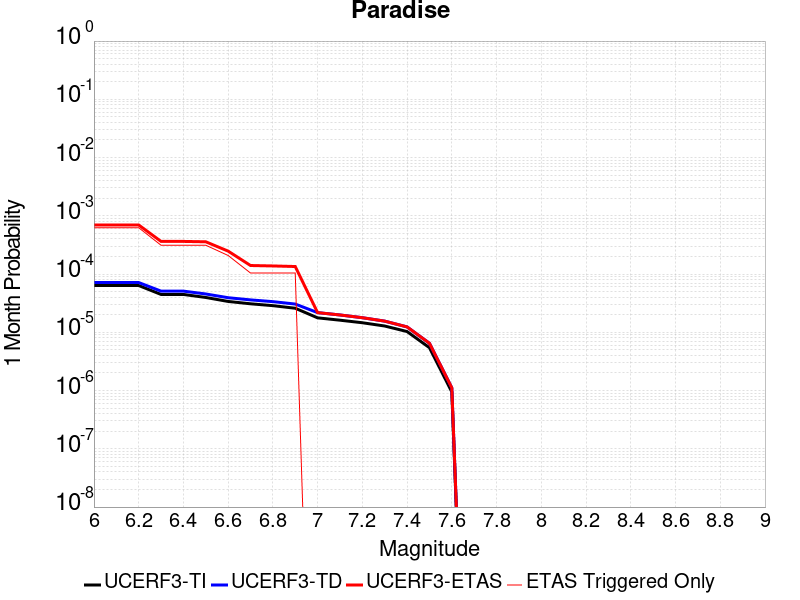 Paradise
1 Month Probability
10^0
10^-1
10^-2
10^-3
10^-4
10^-5
10^-6
10^-7
10^-8
6 6.2 6.4 6.6 6.8 7 7.2 7.4 7.6 7.8 8 8.2 8.4 8.6 8.8 9
Magnitude
UCERF3-TI UCERF3-TD UCERF3-ETAS ETAS Triggered Only